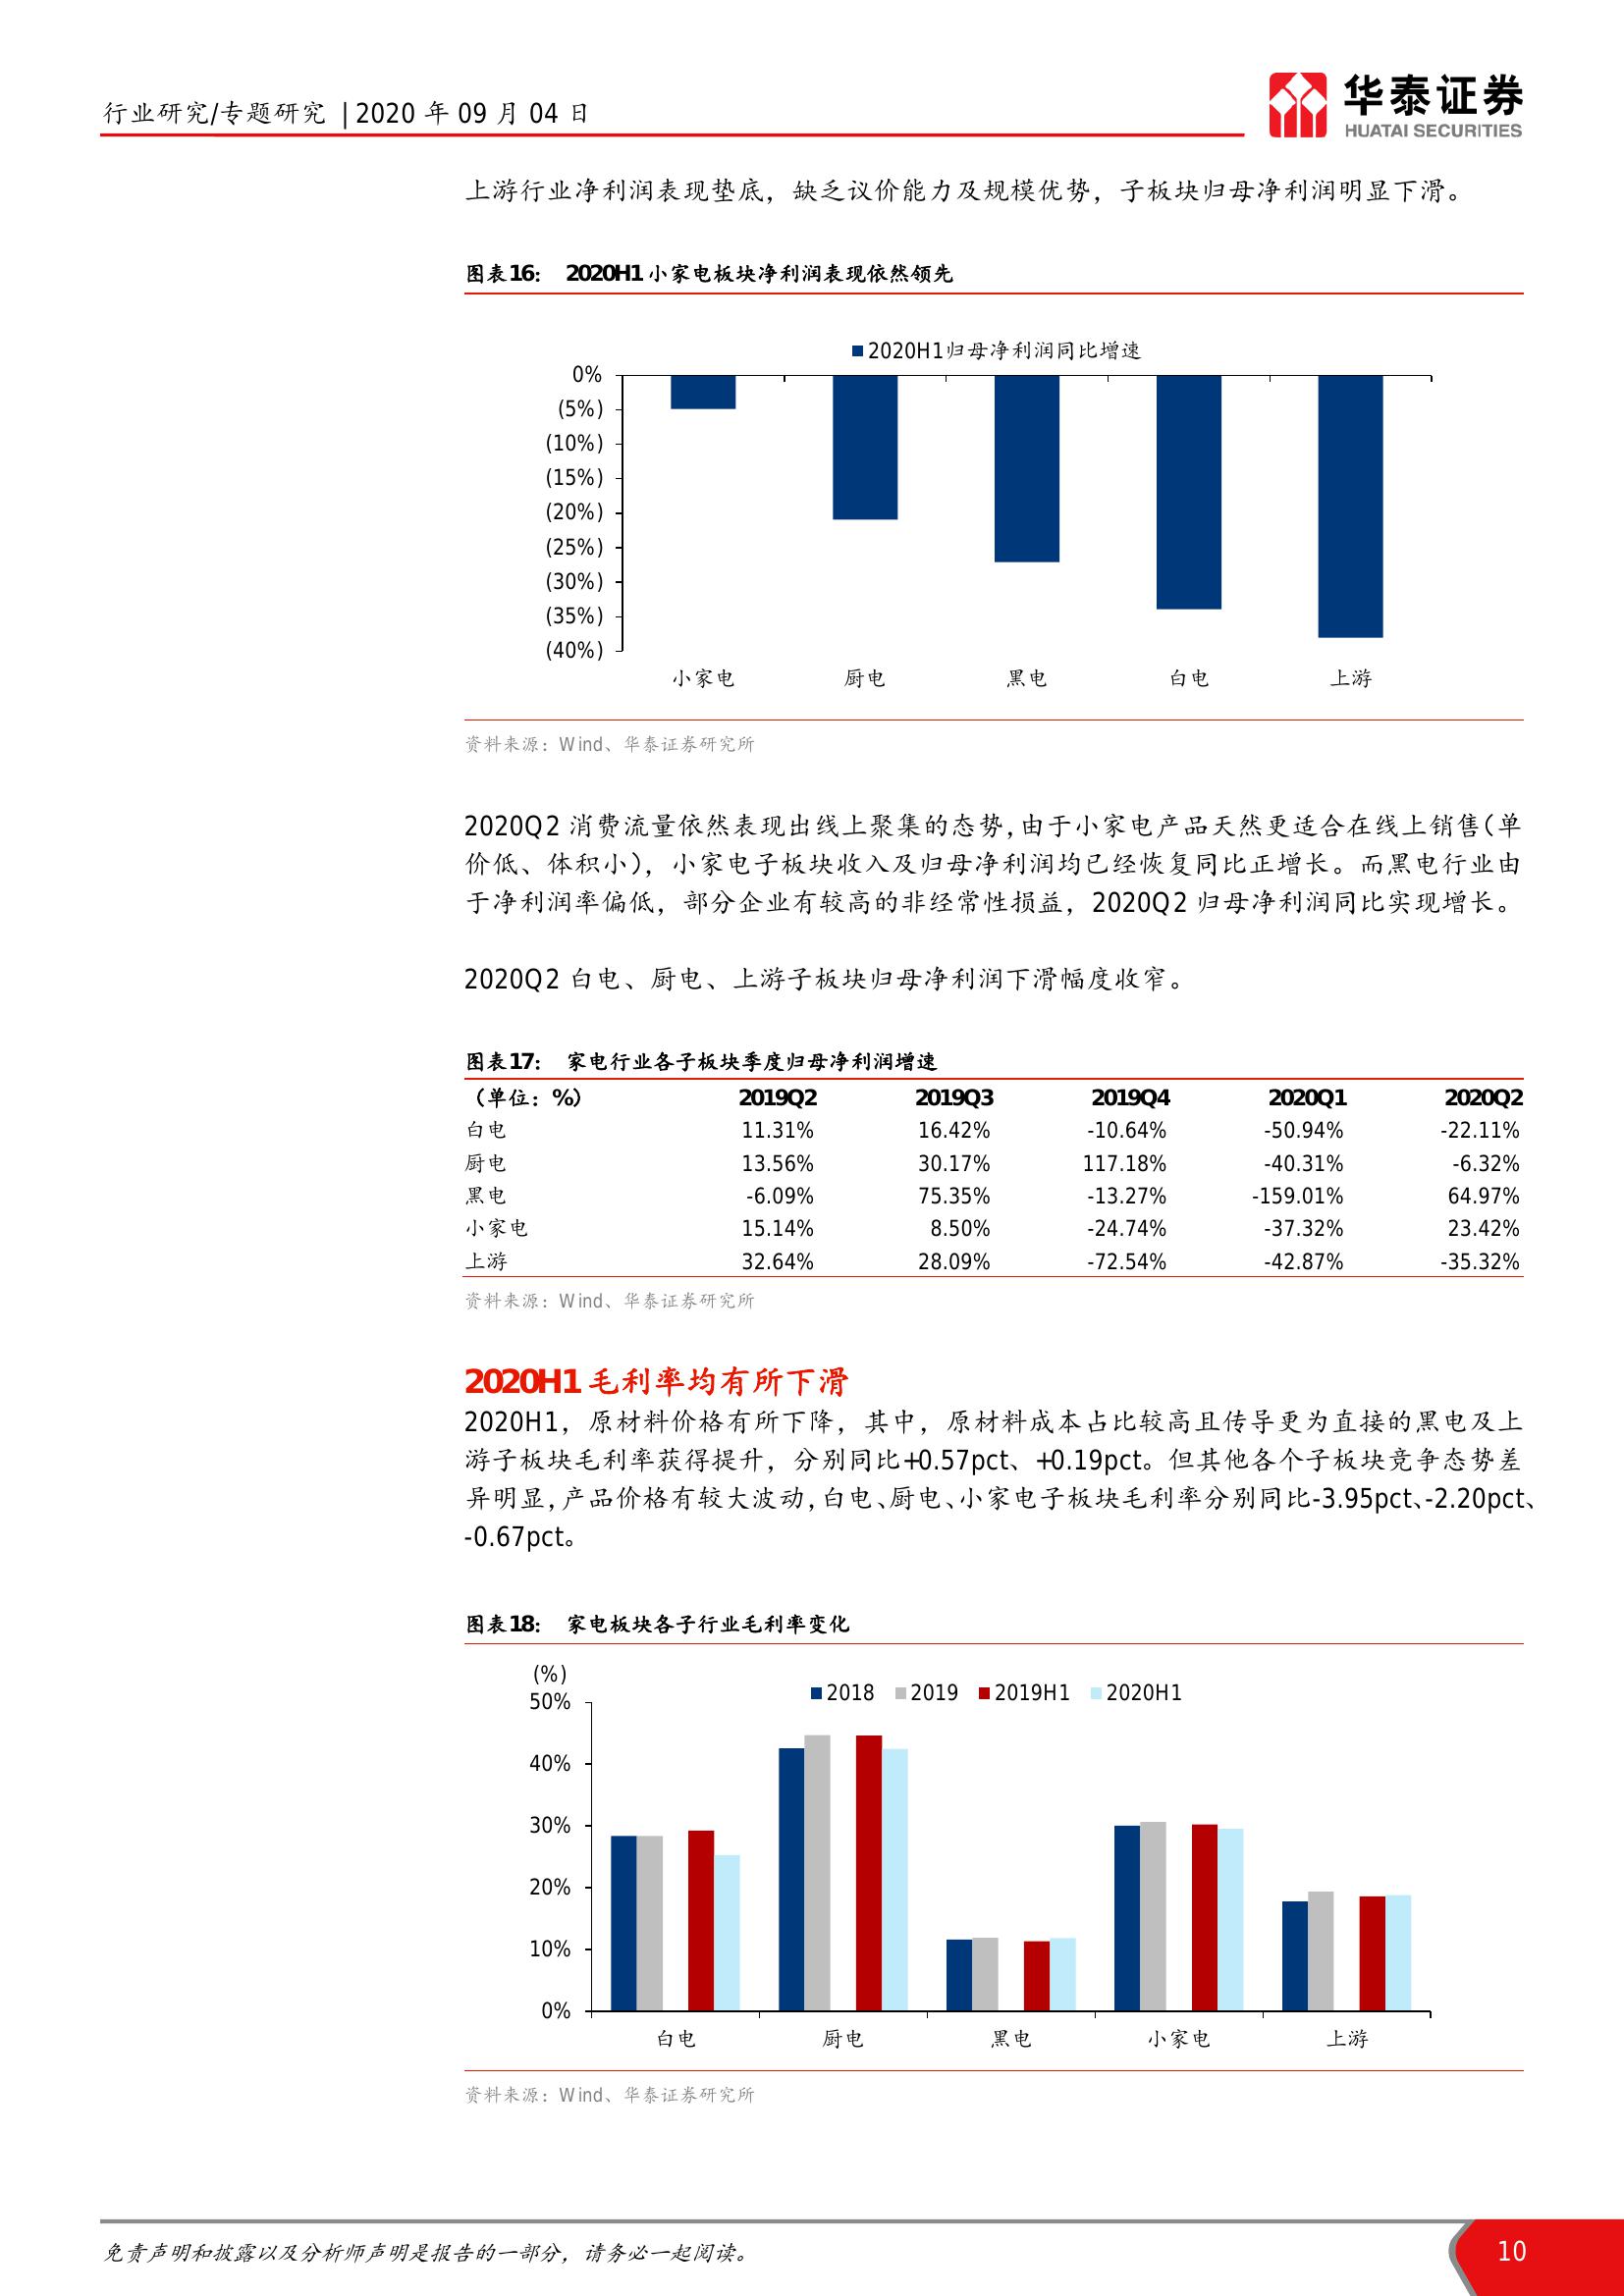 行业研究/专题研究 | 2020 年 09 月 04 日
华泰证券
HUATAI SECURITIES
上游行业净利润表现垫底，缺乏议价能力及规模优势，子板块归母净利润明显下滑。
图表16： 2020H1 小家电板块净利润表现依然领先
2020H1归母净利润同比增速
0%
(5%)
(10%)
(15%)
(20%)
(25%)
(30%)
(35%)
(40%)
小家电 厨电 黑电 白电 上游
资料来源：Wind、华泰证券研究所
2020Q2 消费流量依然表现出线上聚集的态势，由于小家电产品天然更适合在线上销售（单
价低、体积小），小家电子板块收入及归母净利润均已经恢复同比正增长。而黑电行业由
于净利润率偏低，部分企业有较高的非经常性损益，2020Q2 归母净利润同比实现增长。
2020Q2 白电、厨电、上游子板块归母净利润下滑幅度收窄。
图表17： 家电行业各子板块季度归母净利润增速
（单位：%） 2019Q2 2019Q3 2019Q4 2020Q1 2020Q2
白电 11.31% 16.42% -10.64% -50.94% -22.11%
厨电 13.56% 30.17% 117.18% -40.31% -6.32%
黑电 -6.09% 75.35% -13.27% -159.01% 64.97%
小家电 15.14% 8.50% -24.74% -37.32% 23.42%
上游 32.64% 28.09% -72.54% -42.87% -35.32%
资料来源：Wind、华泰证券研究所
2020H1 毛利率均有所下滑
2020H1，原材料价格有所下降，其中，原材料成本占比较高且传导更为直接的黑电及上
游子板块毛利率获得提升，分别同比+0.57pct、+0.19pct。但其他各个子板块竞争态势差
异明显，产品价格有较大波动，白电、厨电、小家电子板块毛利率分别同比-3.95pct、-2.20pct、
-0.67pct。
图表18： 家电板块各子行业毛利率变化
(%)
2018 2019 2019H1 2020H1
50%
40%
30%
20%
10%
0%
白电 厨电 黑电 小家电 上游
资料来源：Wind、华泰证券研究所
免责声明和披露以及分析师声明是报告的一部分，请务必一起阅读。
10